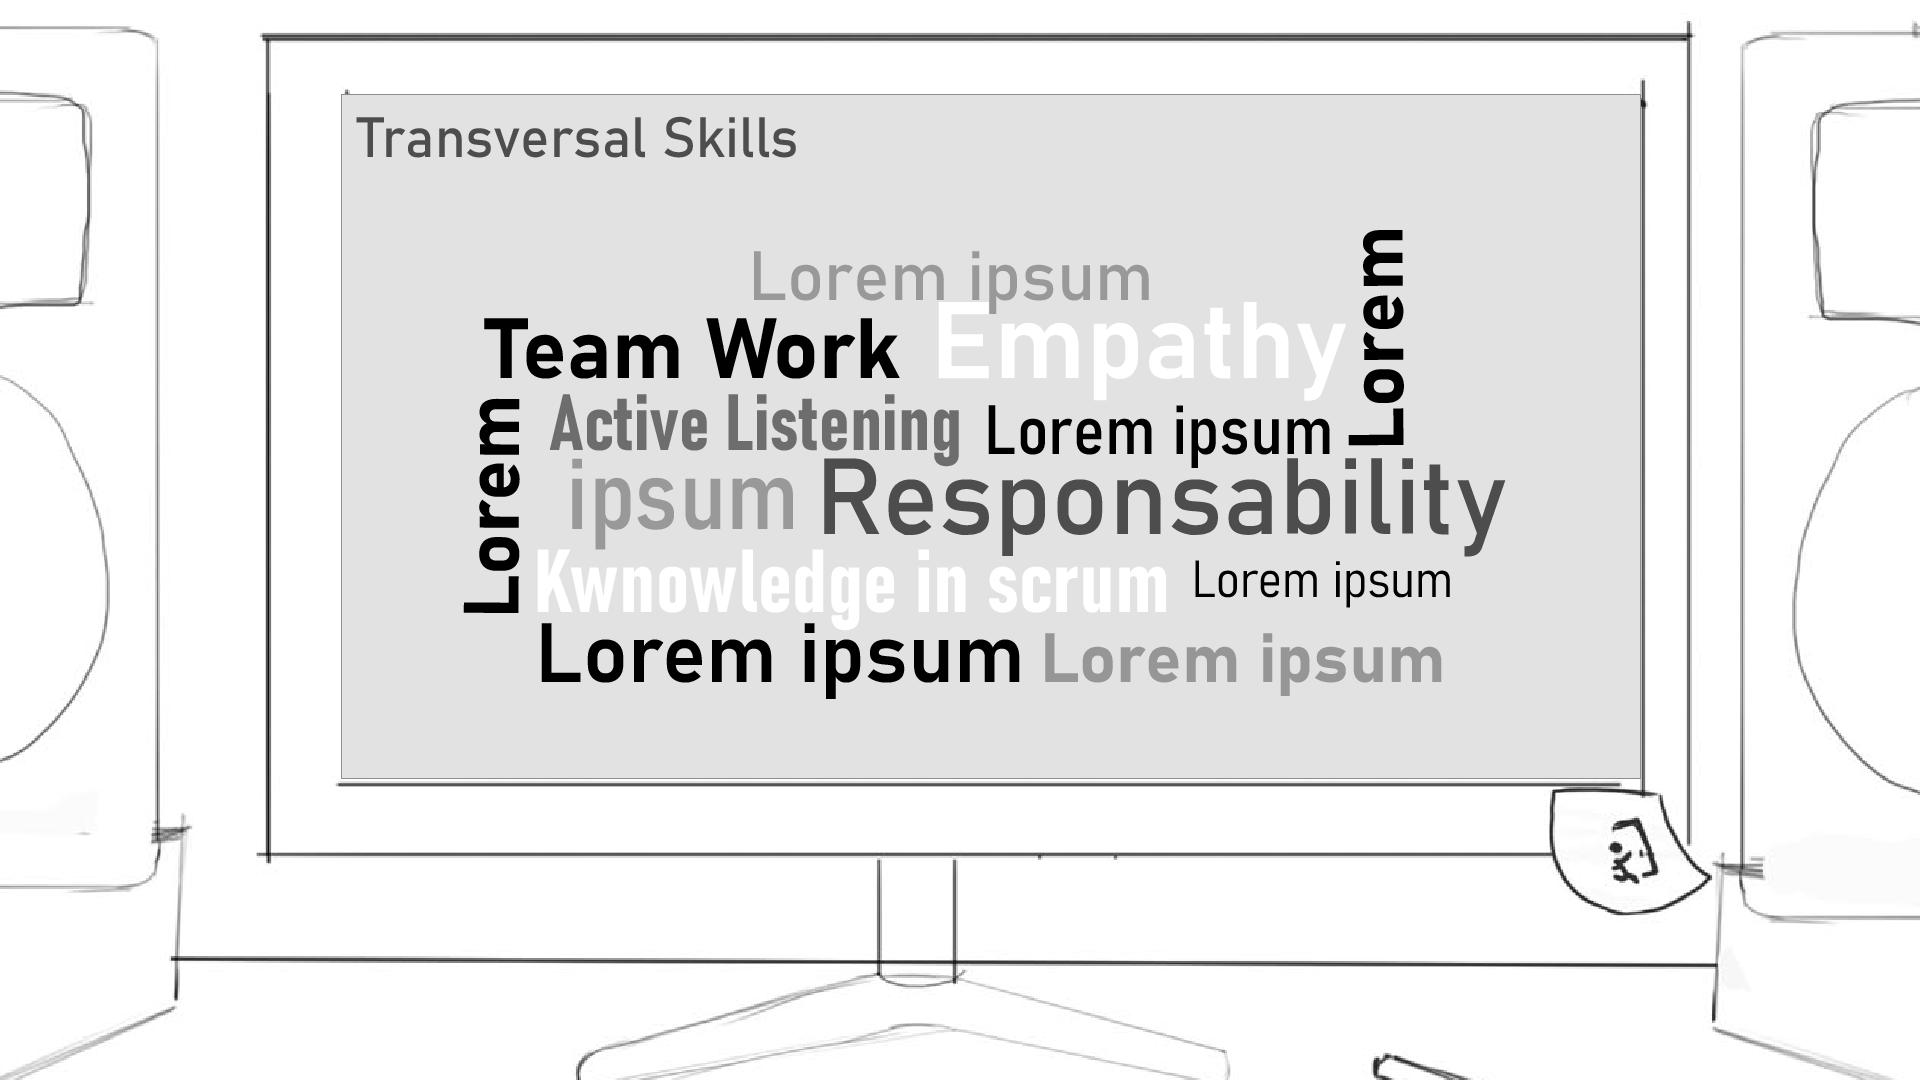 Transversal Skills
Lorem ipsum
Lorem
Team Work Empathy
Active Listening Lorem ipsum
Lorem
ipsum Responsability
Kwnowledge in scrum Lorem ipsum
Lorem ipsum Lorem ipsum